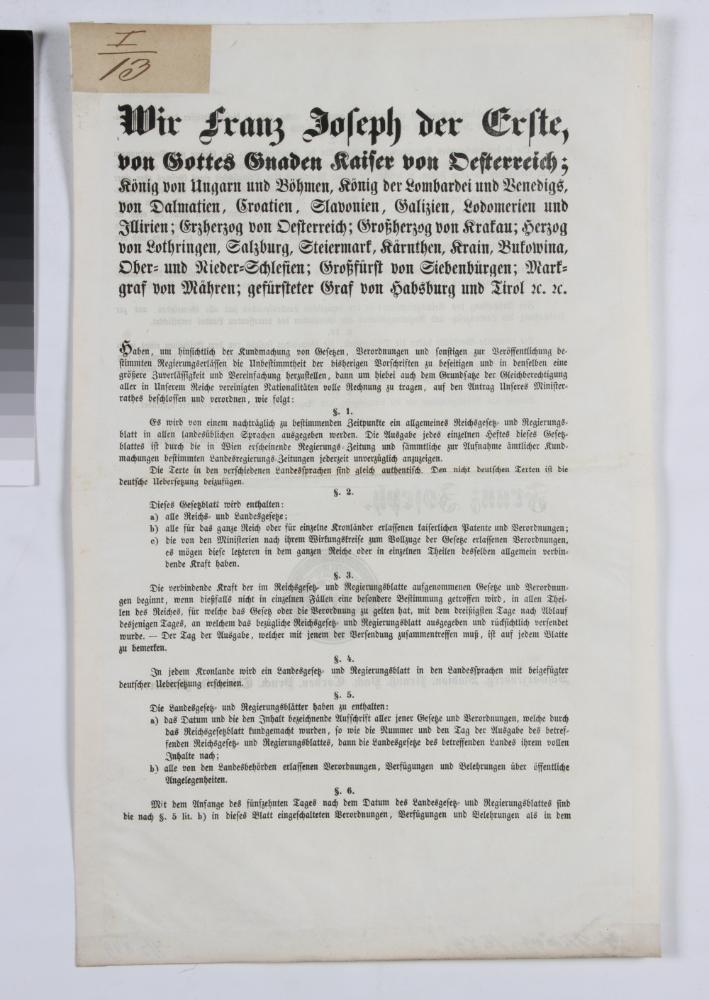 I
13
Wir Franz Joseph der Erste,
von Gottes Gnaden Kaiser von Oesterreich;
König von Ungarn und Böhmen, König der Lombardei und Venedigs,
von Dalmatien, Croatien, Slavonien, Galizien, Lodomerien und
Illirien; Erzherzog von Oesterreich; Großherzog von Krakau; Herzog
von Lothringen, Salzburg, Steiermark, Kärnthen, Krain, Bukowina,
Ober- und Nieder-Schlesien; Großfürst von Siebenbürgen; Mark-
graf von Mähren; gefürsteter Graf von Habsburg und Tirol ꝛc. ꝛc.
Haben, um hinsichtlich der Kundmachung von Gesetzen, Verordnungen und sonstigen zur Veröffentlichung be-
stimmten Regierungserlässen die Unbestimmtheit der bisherigen Vorschriften zu beseitigen und in denselben eine
größere Zuverlässigkeit und Vereinfachung herzustellen, dann um hiebei auch dem Grundsatze der Gleichberechtigung
aller in Unserem Reiche vereinigten Nationalitäten volle Rechnung zu tragen, auf den Antrag Unseres Minister-
rathes beschlossen und verordnen, wie folgt:
§. 1.
Es wird von einem nachträglich zu bestimmenden Zeitpunkte ein allgemeines Reichsgesetz- und Regierungs-
blatt in allen landesüblichen Sprachen ausgegeben werden. Die Ausgabe jedes einzelnen Heftes dieses Gesetz-
blattes ist durch die in Wien erscheinende Regierungs-Zeitung und sämmtliche zur Aufnahme ämtlicher Kund-
machungen bestimmten Landesregierungs-Zeitungen jederzeit unverzüglich anzuzeigen.
Die Texte in den verschiedenen Landessprachen sind gleich authentisch. Den nicht deutschen Texten ist die
deutsche Uebersetzung beizufügen.
§. 2.
Dieses Gesetzblatt wird enthalten:
a) alle Reichs- und Landesgesetze;
b) alle für das ganze Reich oder für einzelne Kronländer erlassenen kaiserlichen Patente und Verordnungen;
c) die von den Ministerien nach ihrem Wirkungskreise zum Vollzuge der Gesetze erlassenen Verordnungen,
es mögen diese letzteren in dem ganzen Reiche oder in einzelnen Theilen desselben allgemein verbin-
dende Kraft haben.
§. 3.
Die verbindende Kraft der im Reichsgesetz- und Regierungsblatte aufgenommenen Gesetze und Verordnun-
gen beginnt, wenn dießfalls nicht in einzelnen Fällen eine besondere Bestimmung getroffen wird, in allen Thei-
len des Reiches, für welche das Gesetz oder die Verordnung zu gelten hat, mit dem dreißigsten Tage nach Ablauf
desjenigen Tages, an welchem das bezügliche Reichsgesetz- und Regierungsblatt ausgegeben und rücksichtlich versendet
wurde. — Der Tag der Ausgabe, welcher mit jenem der Versendung zusammentreffen muß, ist auf jedem Blatte
zu bemerken.
§. 4.
In jedem Kronlande wird ein Landesgesetz- und Regierungsblatt in den Landessprachen mit beigefügter
deutscher Uebersetzung erscheinen.
§. 5.
Die Landesgesetz- und Regierungsblätter haben zu enthalten:
a) das Datum und die den Inhalt bezeichnende Aufschrift aller jener Gesetze und Verordnungen, welche durch
das Reichsgesetzblatt kundgemacht wurden, so wie die Nummer und den Tag der Ausgabe des betref-
fenden Reichsgesetz- und Regierungsblattes, dann die Landesgesetze des betreffenden Landes ihrem vollen
Inhalte nach;
b) alle von den Landesbehörden erlassenen Verordnungen, Verfügungen und Belehrungen über öffentliche
Angelegenheiten.
§. 6.
Mit dem Anfange des fünfzehnten Tages nach dem Datum des Landesgesetz- und Regierungsblattes sind
die nach §. 5 lit. b) in dieses Blatt eingeschalteten Verordnungen, Verfügungen und Belehrungen als in dem